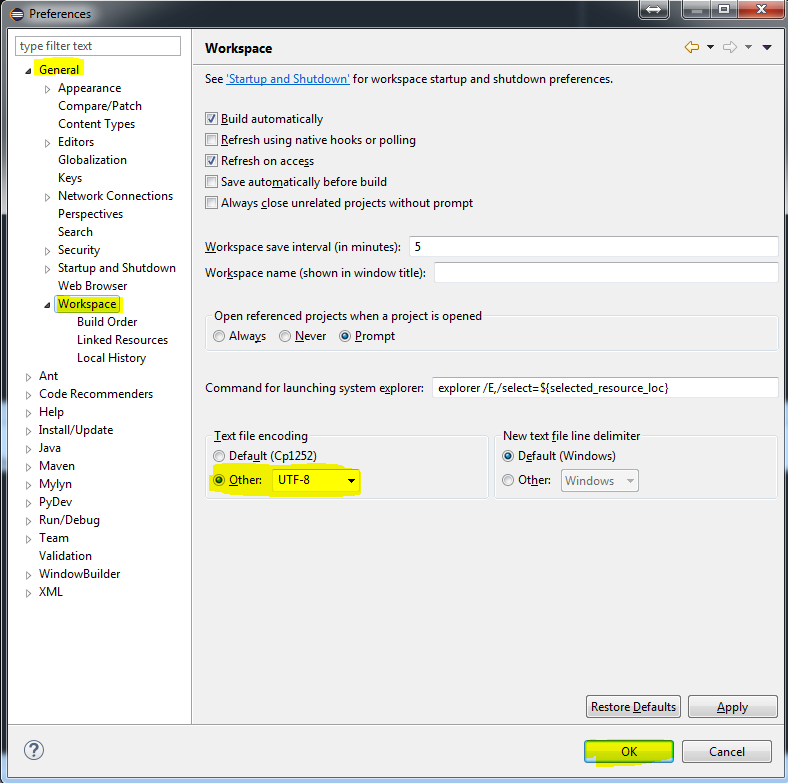 Preferences
type filter text
General
Appearance
Compare/Patch
Content Types
Editors
Globalization
Keys
Network Connections
Perspectives
Search
Security
Startup and Shutdown
Web Browser
Workspace
Build Order
Linked Resources
Local History
Ant
Code Recommenders
Help
Install/Update
Java
Maven
Mylyn
PyDev
Run/Debug
Team
Validation
WindowBuilder
XML
Workspace
See 'Startup and Shutdown' for workspace startup and shutdown preferences.
Build automatically
Refresh using native hooks or polling
Refresh on access
Save automatically before build
Always close unrelated projects without prompt
Workspace save interval (in minutes): 5
Workspace name (shown in window title):
Open referenced projects when a project is opened
Always Never Prompt
Command for launching system explorer: explorer /E,/select=${selected_resource_loc}
Text file encoding
Default (Cp1252)
Other: UTF-8
New text file line delimiter
Default (Windows)
Other: Windows
Restore Defaults Apply
? OK Cancel